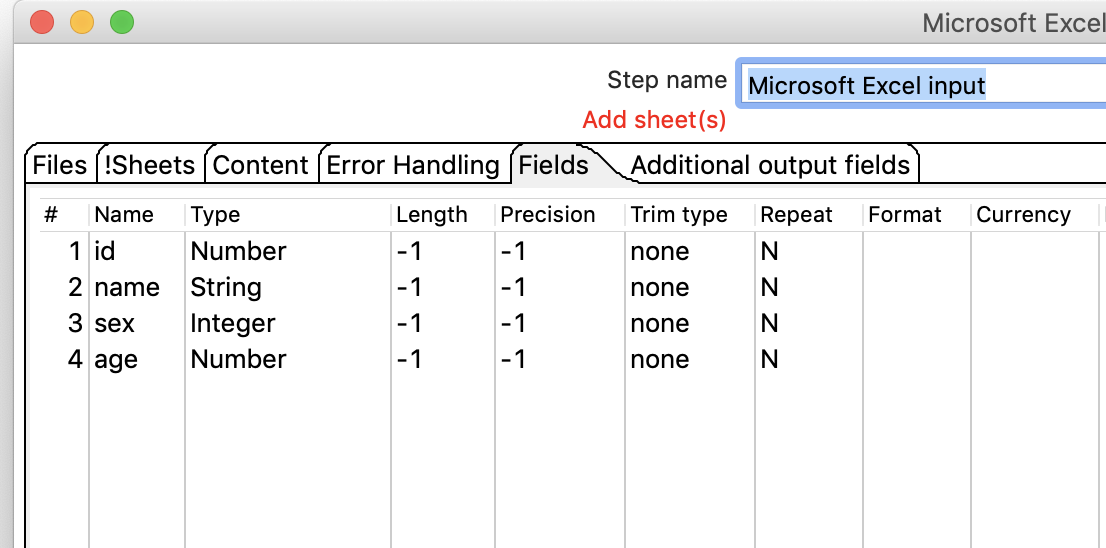 Microsoft Excel
Step name Microsoft Excel input
Add sheet(s)
Files !Sheets Content Error Handling Fields Additional output fields
# Name Type Length Precision Trim type Repeat Format Currency
1 id Number -1 -1 none N
2 name String -1 -1 none N
3 sex Integer -1 -1 none N
4 age Number -1 -1 none N